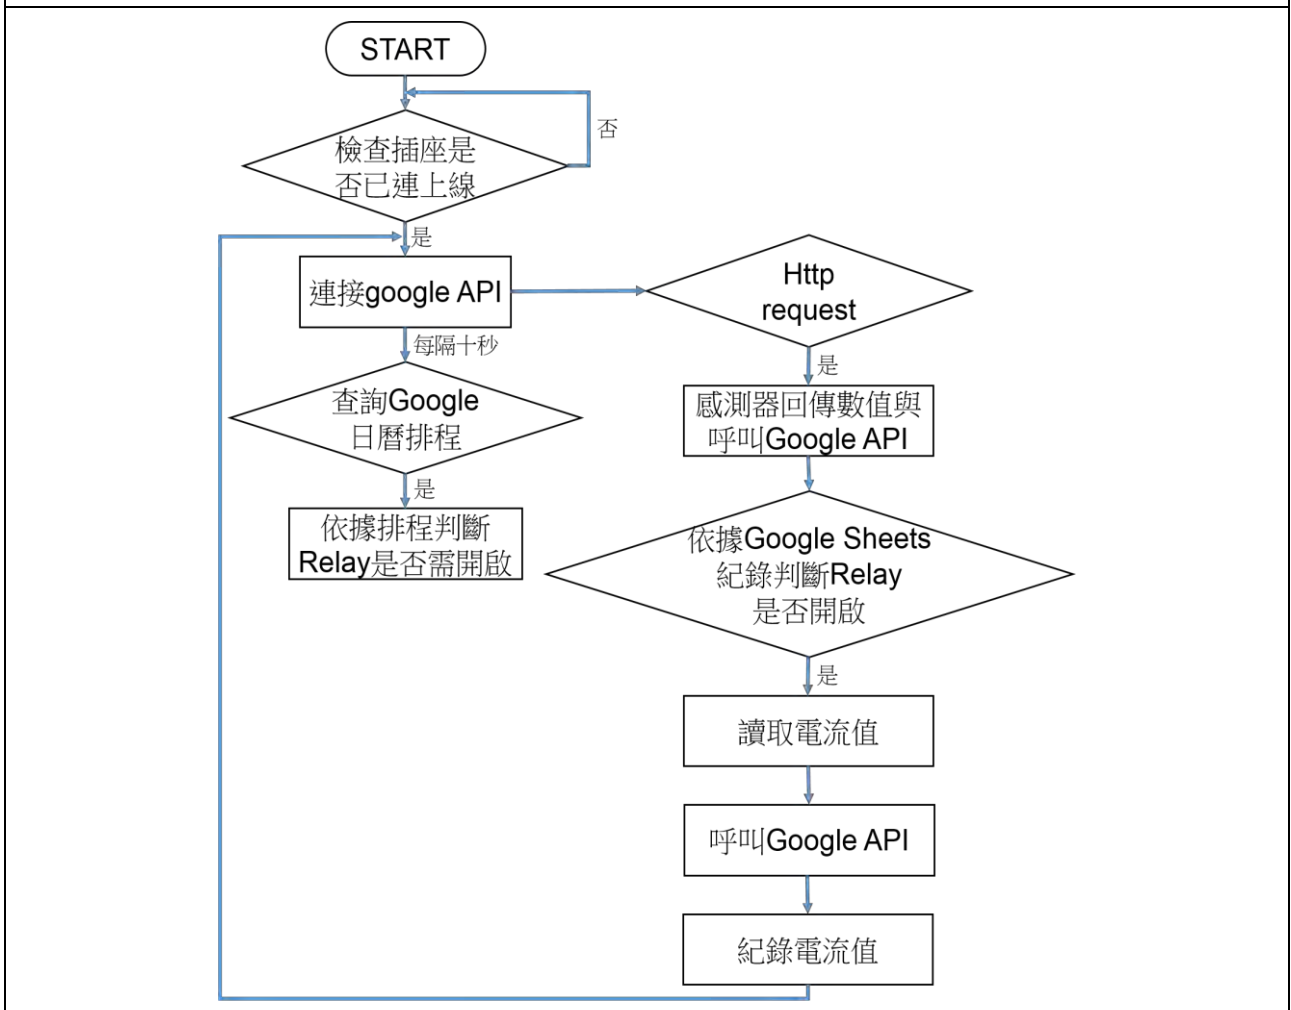 START
否
檢查插座是
否已連上線
是
連接google API
每隔十秒
查詢Google
日曆排程
是
依據排程判斷
Relay是否需開啟
Http
request
是
感測器回傳數值與
呼叫Google API
依據Google Sheets
紀錄判斷Relay
是否開啟
是
讀取電流值
呼叫Google API
紀錄電流值